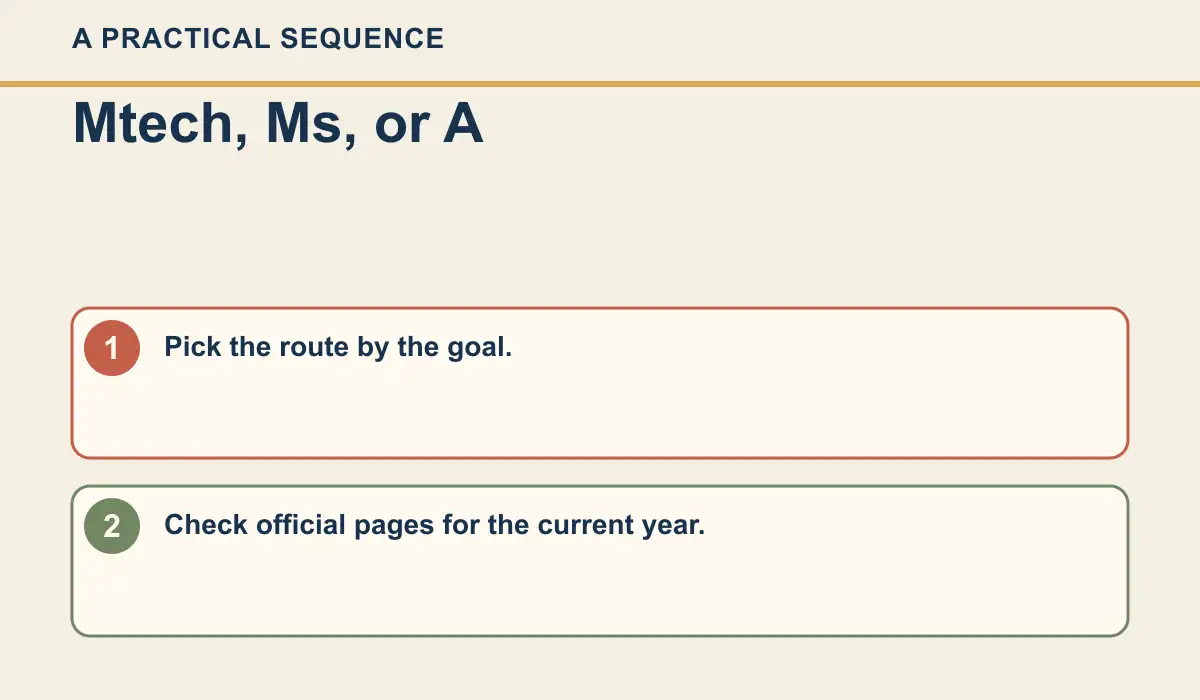 A PRACTICAL SEQUENCE
Mtech, Ms, or A
1
Pick the route by the goal.
2
Check official pages for the current year.